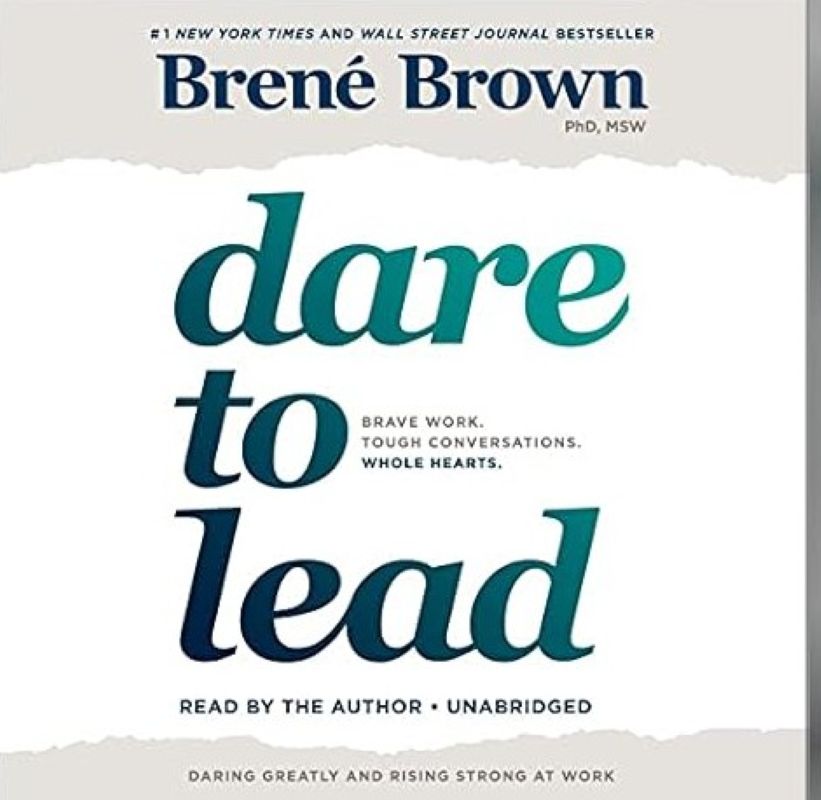 #1 NEW YORK TIMES AND WALL STREET JOURNAL BESTSELLER
Brené Brown
PhD, MSW
dare
to
BRAVE WORK.
TOUGH CONVERSATIONS.
WHOLE HEARTS.
lead
READ BY THE AUTHOR • UNABRIDGED
DARING GREATLY AND RISING STRONG AT WORK